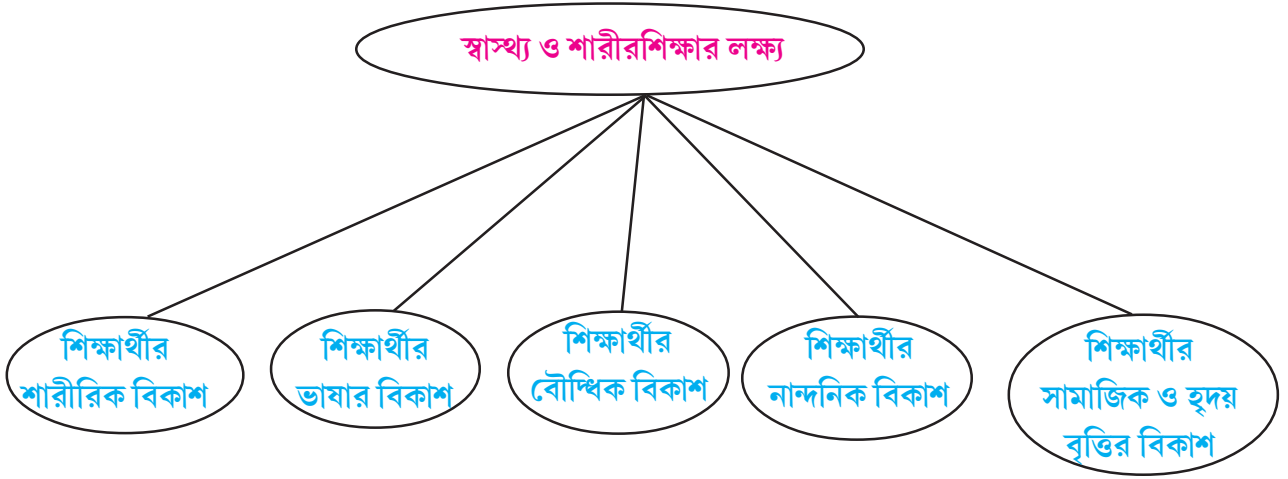 স্বাস্থ্য ও শারীরশিক্ষার লক্ষ্য
শিক্ষার্থীর
শারীরিক বিকাশ
শিক্ষার্থীর
ভাষার বিকাশ
শিক্ষার্থীর
বৌদ্ধিক বিকাশ
শিক্ষার্থীর
নান্দনিক বিকাশ
শিক্ষার্থীর
সামাজিক ও হৃদয়
বৃত্তির বিকাশ